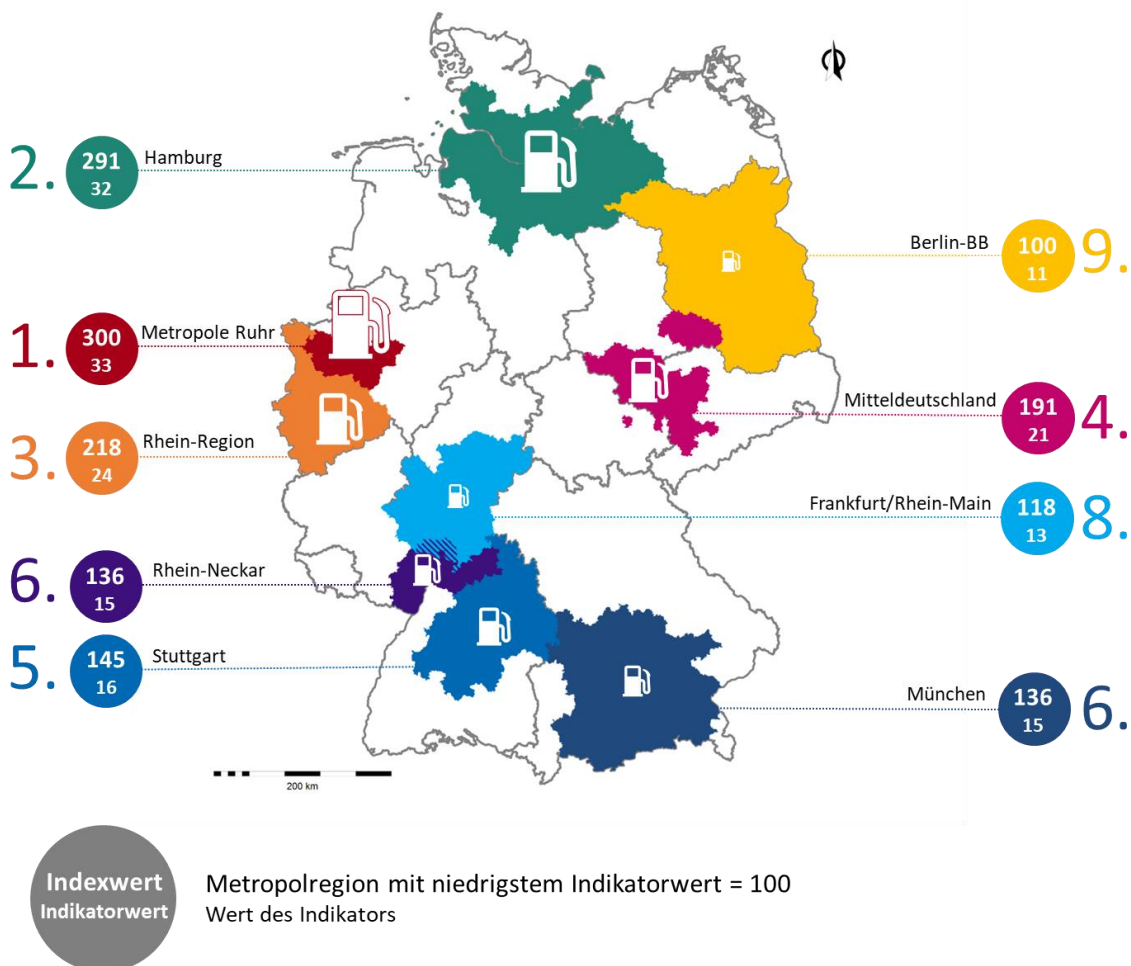 2.
291
32
Hamburg
Berlin-BB
100
11
9.
1.
300
33
Metropole Ruhr
Mitteldeutschland
191
21
4.
3.
218
24
Rhein-Region
Frankfurt/Rhein-Main
118
13
8.
6.
136
15
Rhein-Neckar
5.
145
16
Stuttgart
München
136
15
6.
200 km
Indexwert
Indikatorwert
Metropolregion mit niedrigstem Indikatorwert = 100
Wert des Indikators